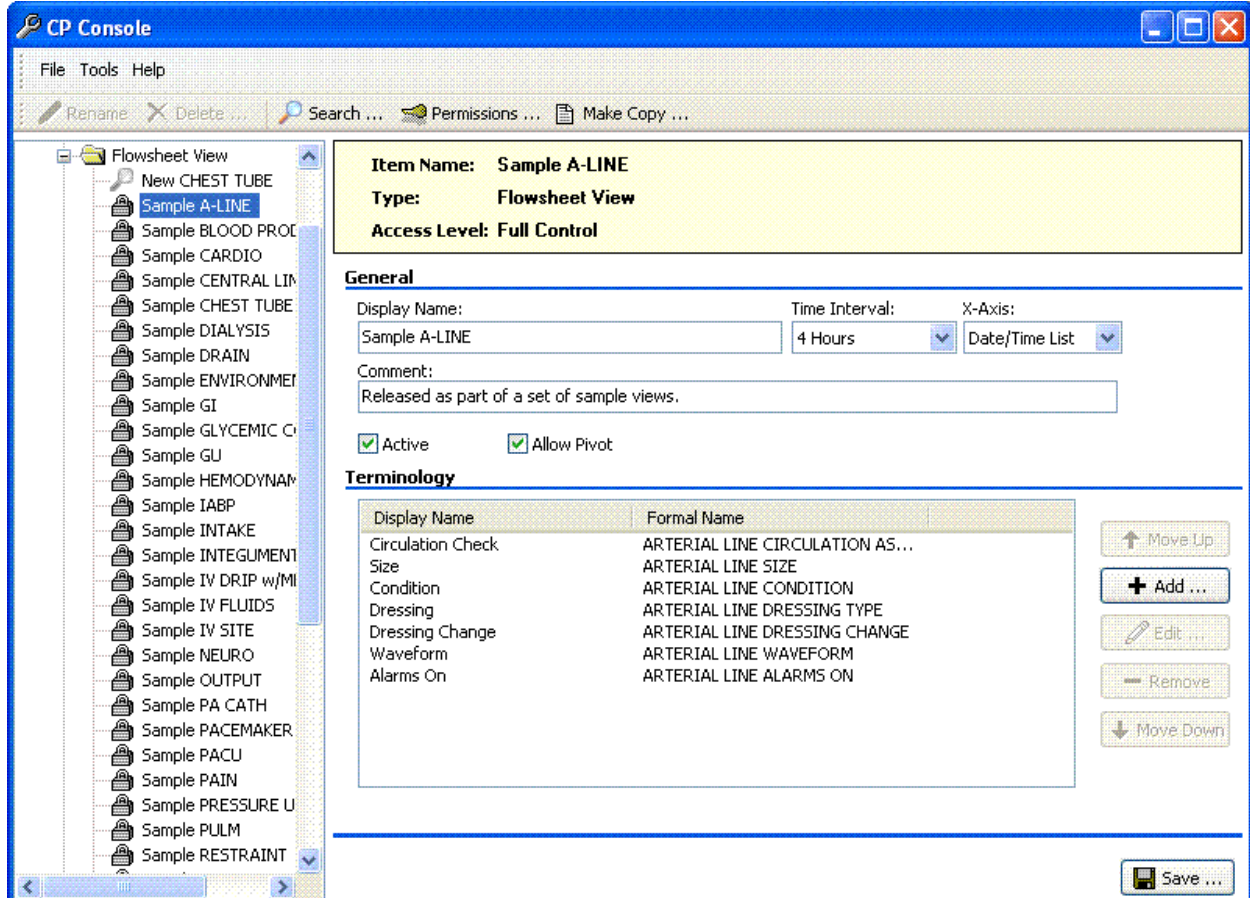 CP Console
File Tools Help
Rename Delete ... Search ... Permissions ... Make Copy ...
Flowsheet View
New CHEST TUBE
Sample A-LINE
Sample BLOOD PROD
Sample CARDIO
Sample CENTRAL LIN
Sample CHEST TUBE
Sample DIALYSIS
Sample DRAIN
Sample ENVIRONMEN
Sample GI
Sample GLYCEMIC CO
Sample GU
Sample HEMODYNAM
Sample IABP
Sample INTAKE
Sample INTEGUMENT
Sample IV DRIP w/MI
Sample IV FLUIDS
Sample IV SITE
Sample NEURO
Sample OUTPUT
Sample PA CATH
Sample PACEMAKER
Sample PACU
Sample PAIN
Sample PRESSURE U
Sample PULM
Sample RESTRAINT
Item Name: Sample A-LINE
Type: Flowsheet View
Access Level: Full Control
General
Display Name: Time Interval: X-Axis:
Sample A-LINE 4 Hours Date/Time List
Comment:
Released as part of a set of sample views.
Active Allow Pivot
Terminology
Display Name Formal Name
Circulation Check ARTERIAL LINE CIRCULATION AS...
Size ARTERIAL LINE SIZE
Condition ARTERIAL LINE CONDITION
Dressing ARTERIAL LINE DRESSING TYPE
Dressing Change ARTERIAL LINE DRESSING CHANGE
Waveform ARTERIAL LINE WAVEFORM
Alarms On ARTERIAL LINE ALARMS ON
Move Up
Add ...
Edit ...
Remove
Move Down
Save ...